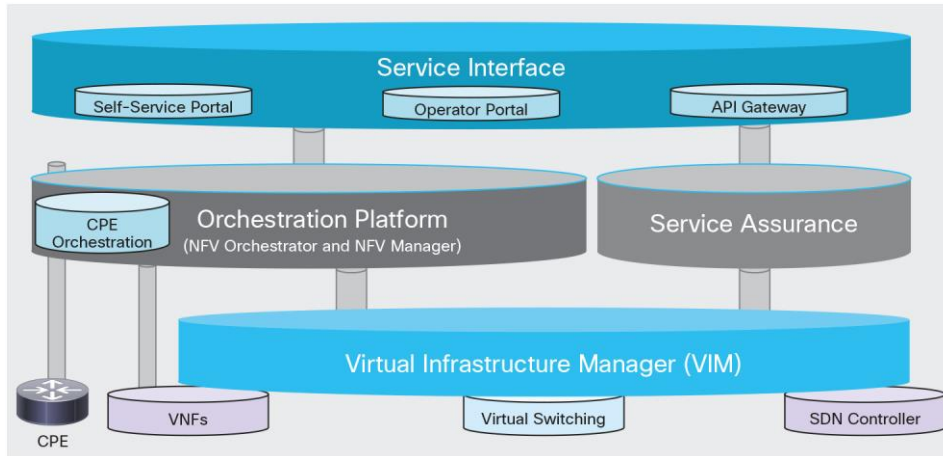 Service Interface
Self-Service Portal
Operator Portal
API Gateway
CPE
Orchestration
Orchestration Platform
(NFV Orchestrator and NFV Manager)
Service Assurance
Virtual Infrastructure Manager (VIM)
CPE
VNFs
Virtual Switching
SDN Controller